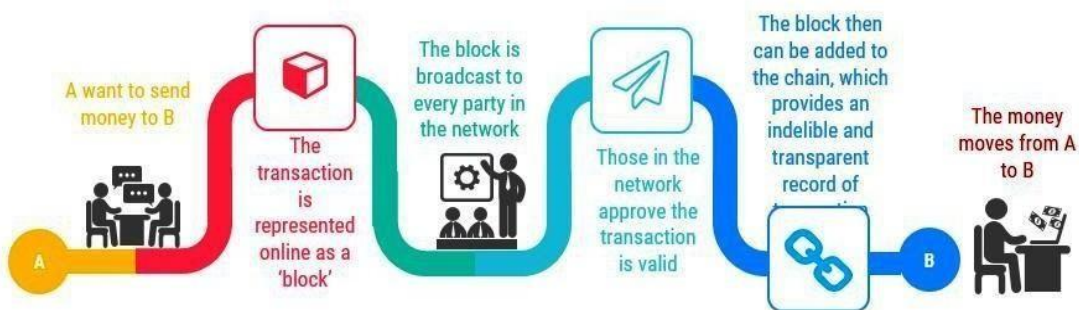 A want to send
money to B
The
transaction
is
represented
online as a
'block'
The block is
broadcast to
every party in
the network
Those in the
network
approve the
transaction
is valid
The block then
can be added to
the chain, which
provides an
indelible and
transparent
record of
The money
moves from A
to B
A
B